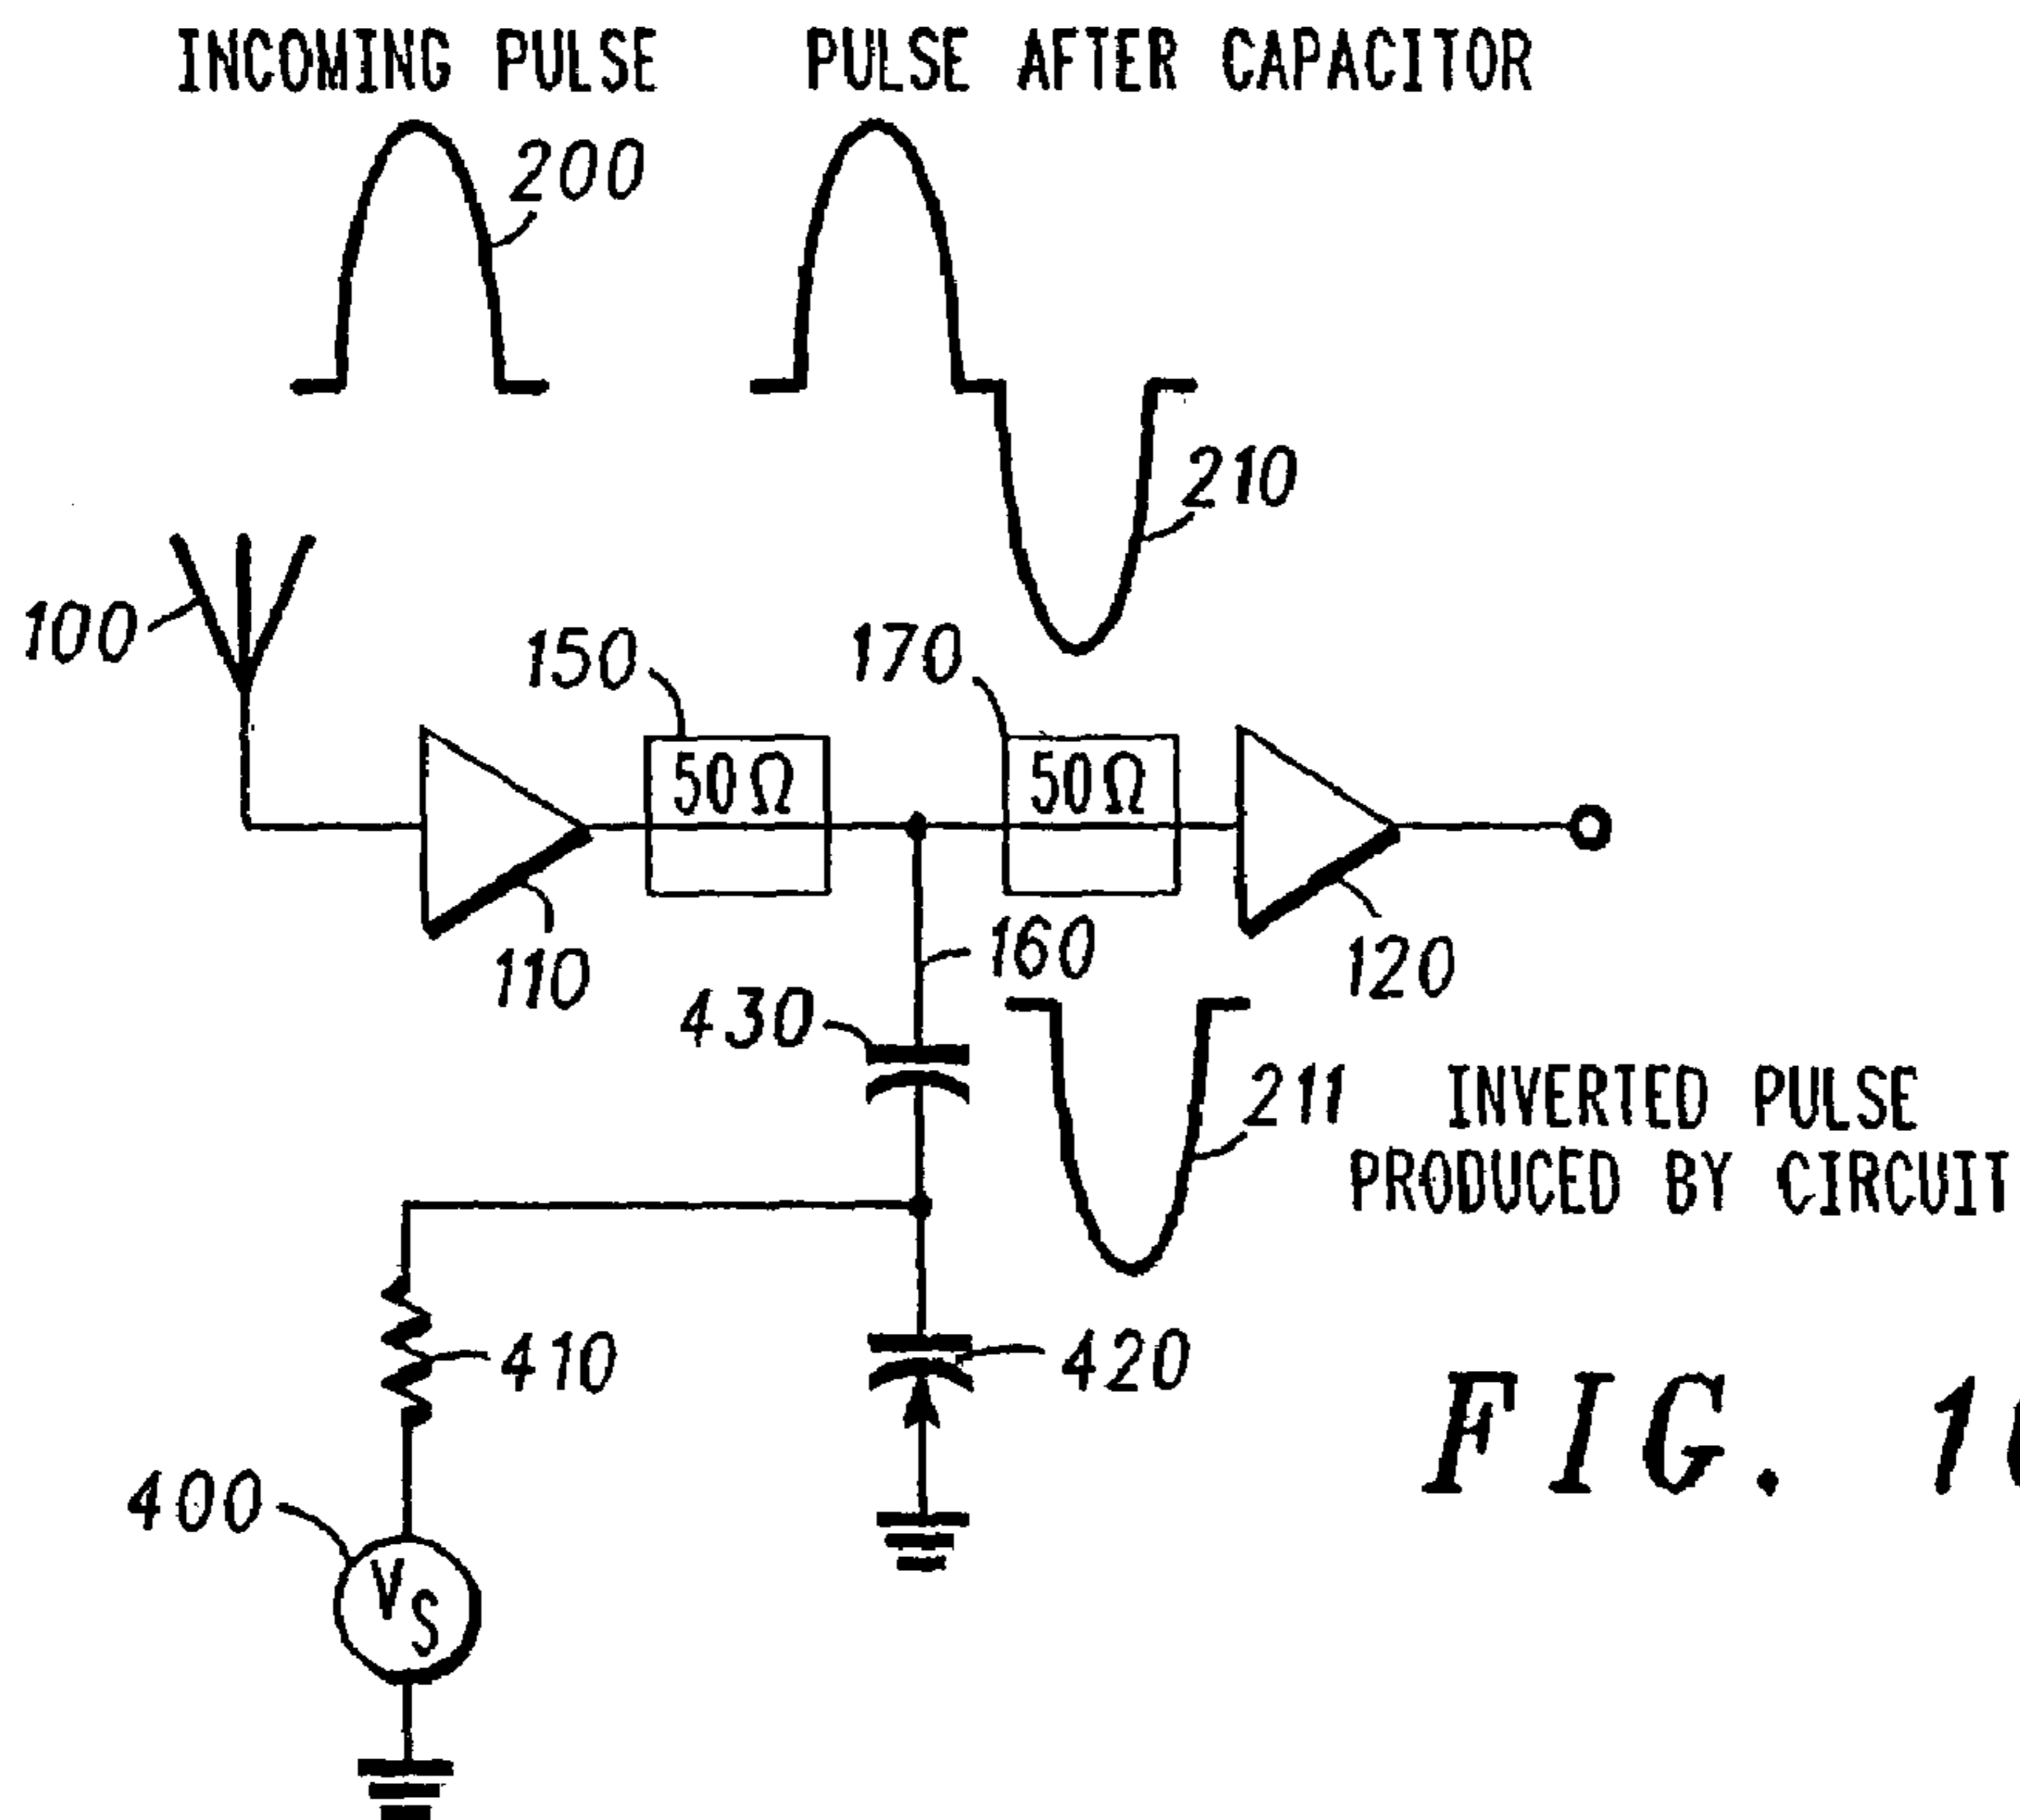 INCOMING PULSE
PULSE AFTER CAPACITOR
200
210
100
150
170
50Ω
50Ω
110
160
120
430
211
INVERTED PULSE
PRODUCED BY CIRCUIT
410
420
FIG.
400
VS